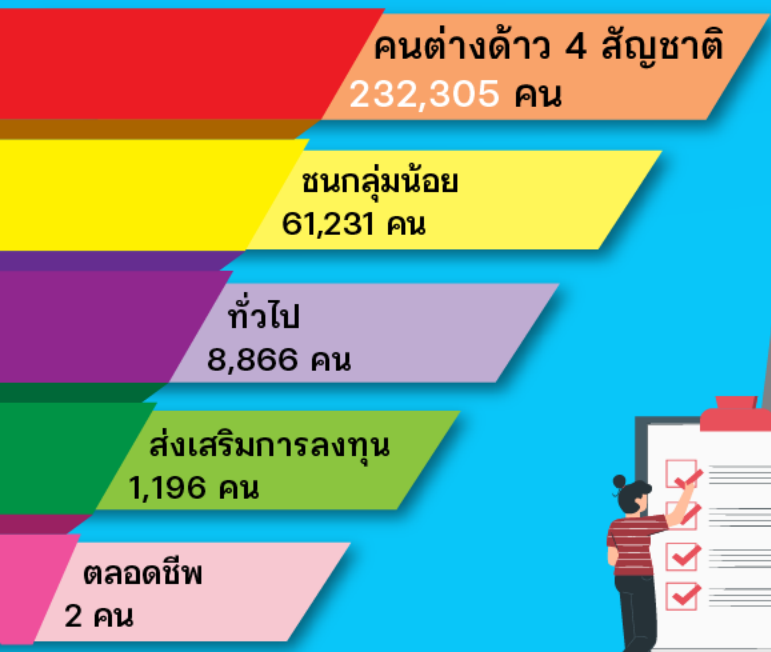 คนต่างด้าว 4 สัญชาติ
232,305 คน
ชนกลุ่มน้อย
61,231 คน
ทั่วไป
8,866 คน
ส่งเสริมการลงทุน
1,196 คน
ตลอดชีพ
2 คน